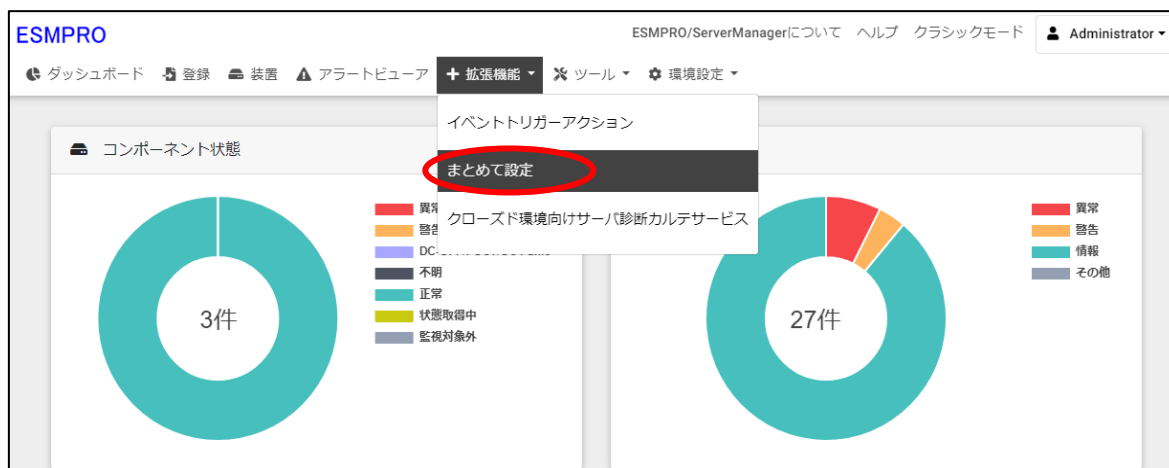 ESMPRO
ESMPRO/ServerManagerについて ヘルプ クラシックモード Administrator
ダッシュボード 登録 装置 アラートビューア 拡張機能 ツール 環境設定
イベントトリガーアクション
まとめて設定
クローズド環境向けサーバ診断カルテサービス
コンポーネント状態
異常
警告
不明
正常
状態取得中
監視対象外
3件
異常
警告
情報
その他
27件